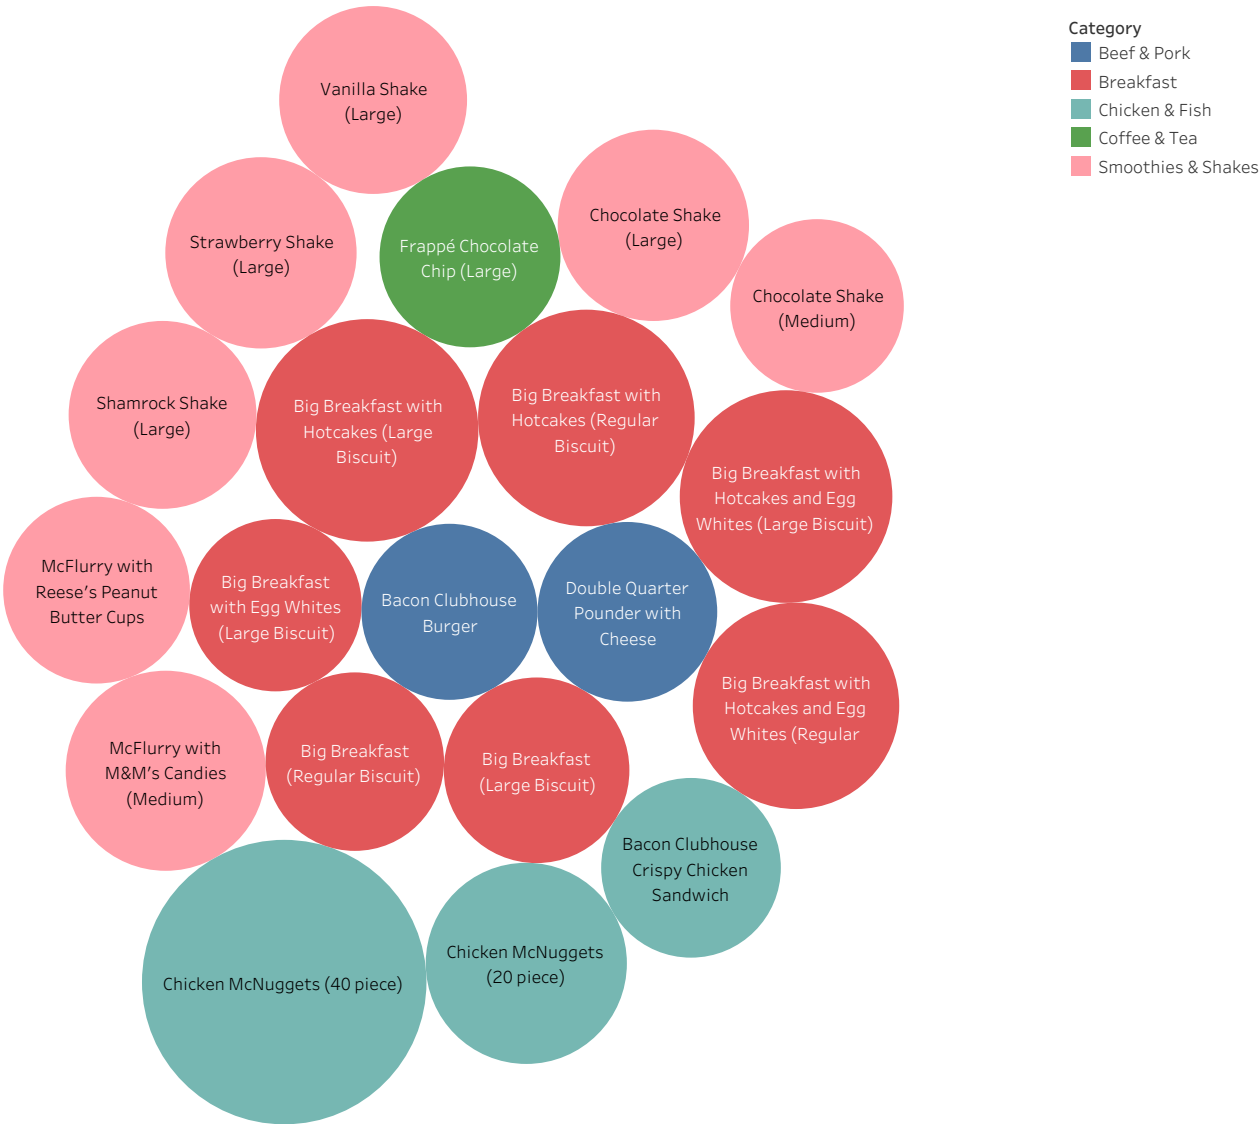 Category
Beef & Pork
Breakfast
Chicken & Fish
Coffee & Tea
Smoothies & Shakes
Vanilla Shake
(Large)
Strawberry Shake
(Large)
Frappé Chocolate
Chip (Large)
Chocolate Shake
(Large)
Chocolate Shake
(Medium)
Shamrock Shake
(Large)
Big Breakfast with
Hotcakes (Large
Biscuit)
Big Breakfast with
Hotcakes (Regular
Biscuit)
Big Breakfast with
Hotcakes and Egg
Whites (Large Biscuit)
McFlurry with
Reese’s Peanut
Butter Cups
Big Breakfast
with Egg Whites
(Large Biscuit)
Bacon Clubhouse
Burger
Double Quarter
Pounder with
Cheese
Big Breakfast with
Hotcakes and Egg
Whites (Regular
McFlurry with
M&M’s Candies
(Medium)
Big Breakfast
(Regular Biscuit)
Big Breakfast
(Large Biscuit)
Bacon Clubhouse
Crispy Chicken
Sandwich
Chicken McNuggets (40 piece)
Chicken McNuggets
(20 piece)